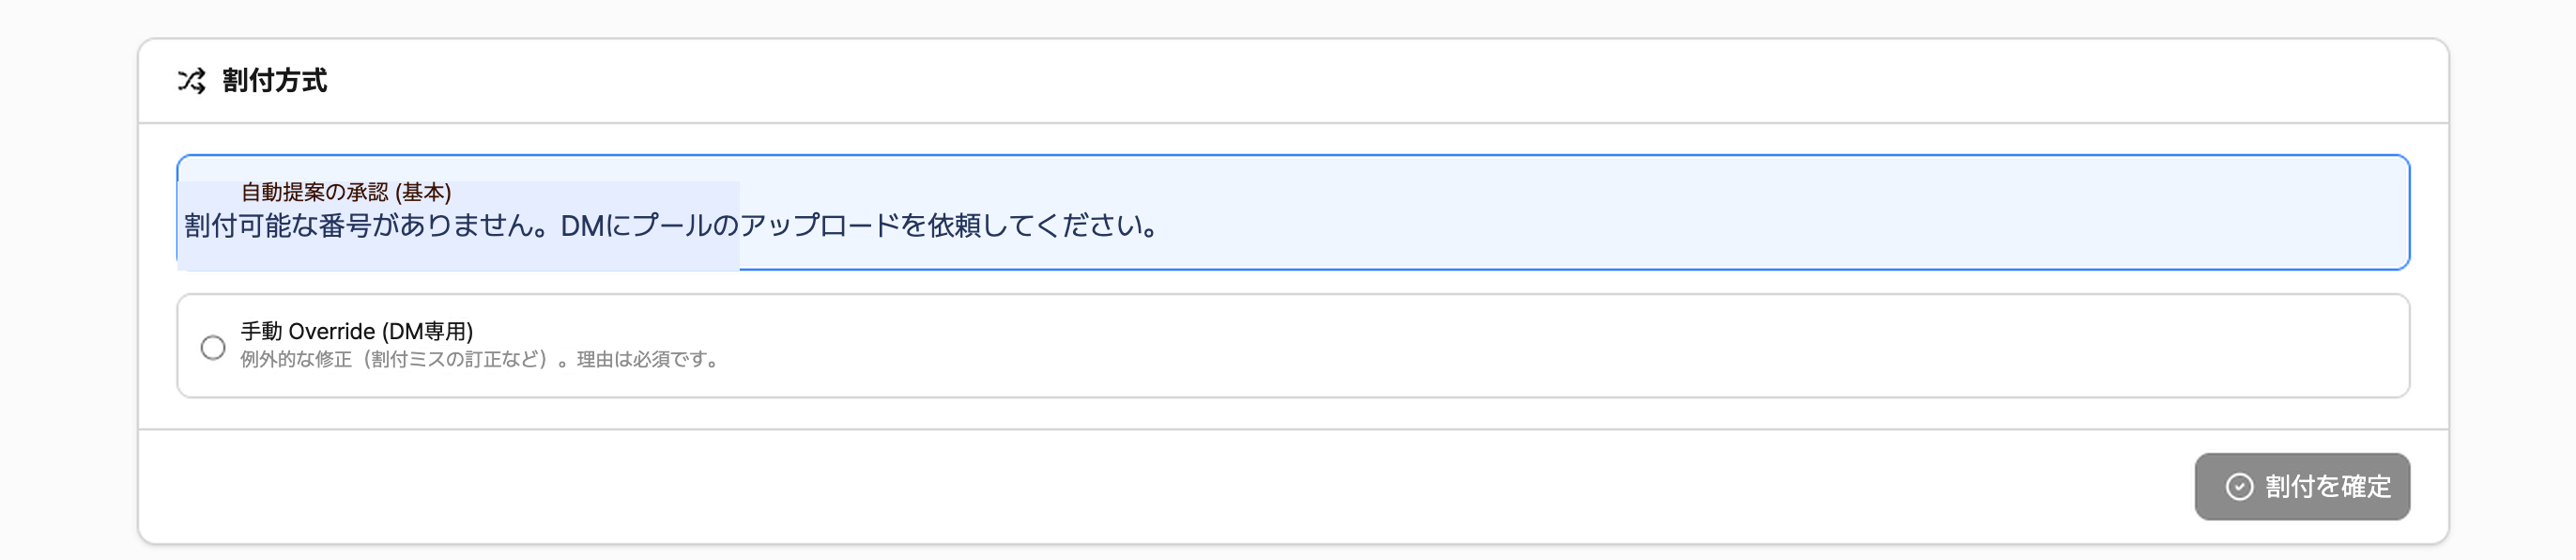 割付方式
自動提案の承認 (基本)
割付可能な番号がありません。DMにプールのアップロードを依頼してください。
手動 Override (DM専用)
例外的な修正（割付ミスの訂正など）。理由は必須です。
割付を確定